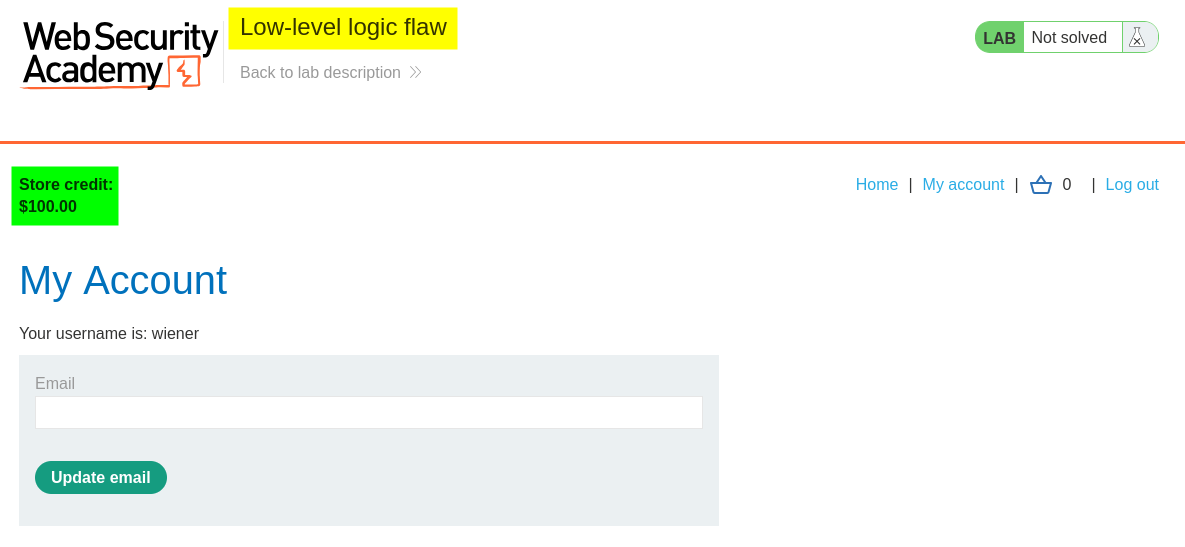 Web Security
Academy
Low-level logic flaw
Back to lab description
LAB Not solved
Store credit:
$100.00
Home | My account | 0 | Log out
My Account
Your username is: wiener
Email
Update email